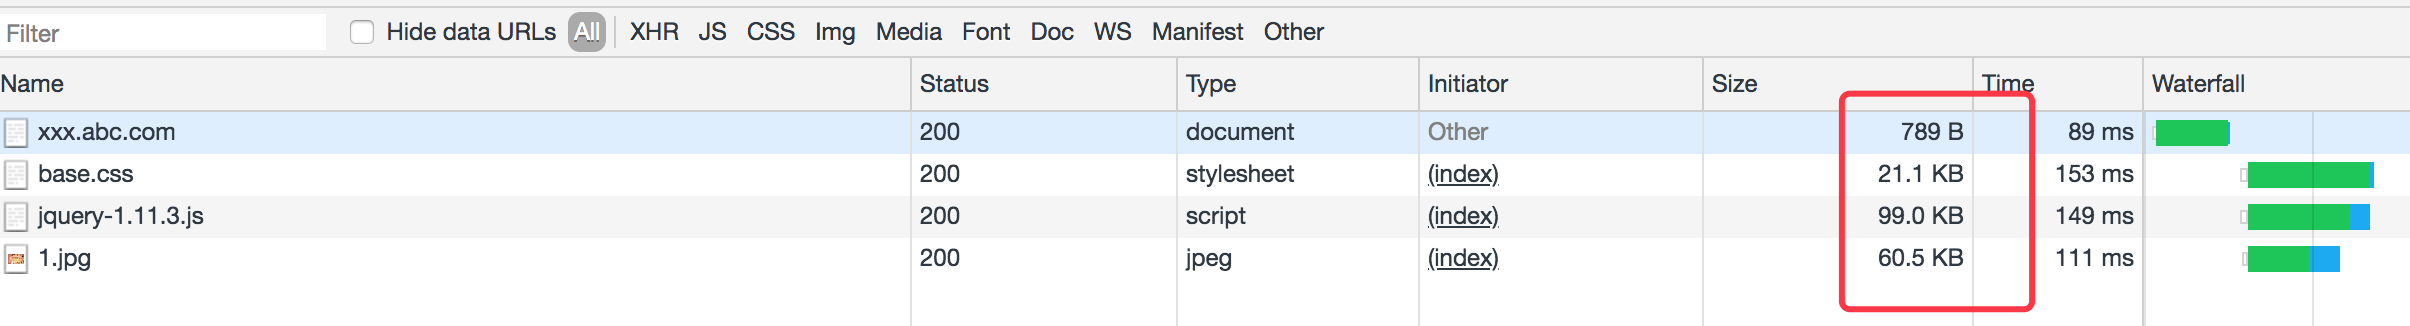 Filter Hide data URLs All XHR JS CSS Img Media Font Doc WS Manifest Other
Name Status Type Initiator Size Time Waterfall
xxx.abc.com 200 document Other 789 B 89 ms
base.css 200 stylesheet (index) 21.1 KB 153 ms
jquery-1.11.3.js 200 script (index) 99.0 KB 149 ms
1.jpg 200 jpeg (index) 60.5 KB 111 ms